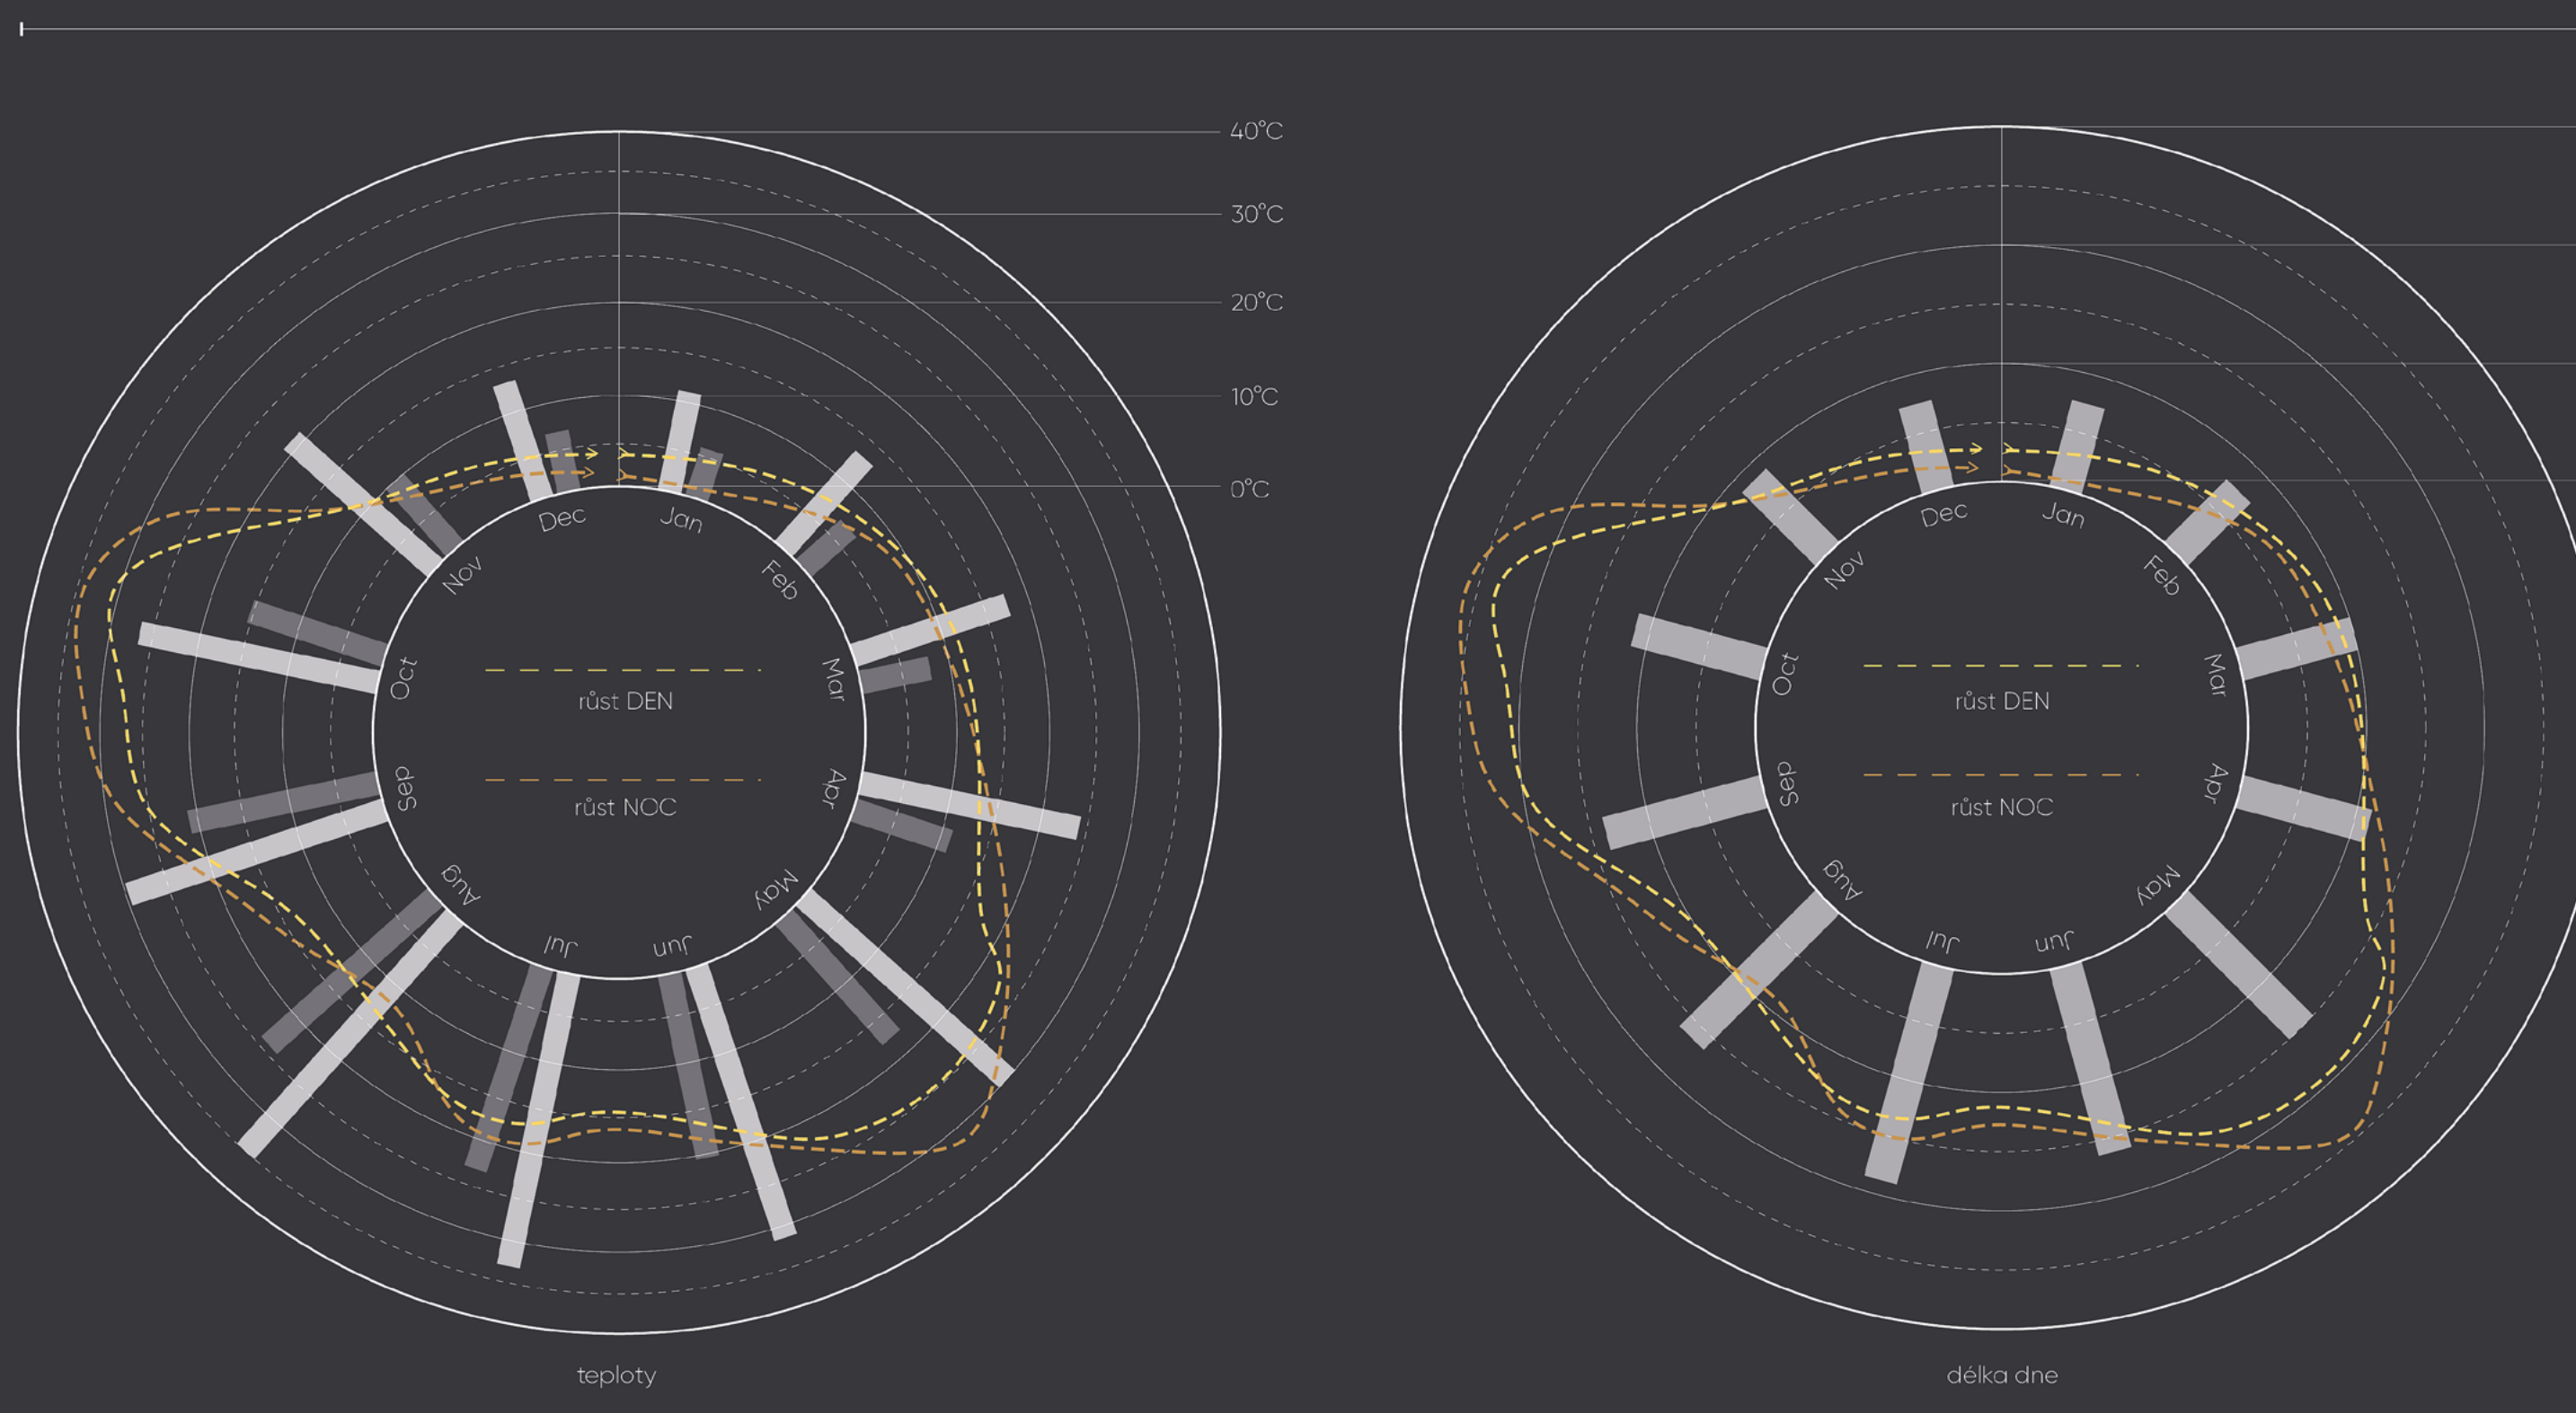 40°C
30°C
20°C
10°C
0°C
Dec
Jan
Nov
Feb
Oct
Mar
Sep
Apr
Aug
May
Jul
Jun
růst DEN
růst NOC
teploty
Dec
Jan
Nov
Feb
Oct
Mar
Sep
Apr
Aug
May
Jul
Jun
růst DEN
růst NOC
délka dne